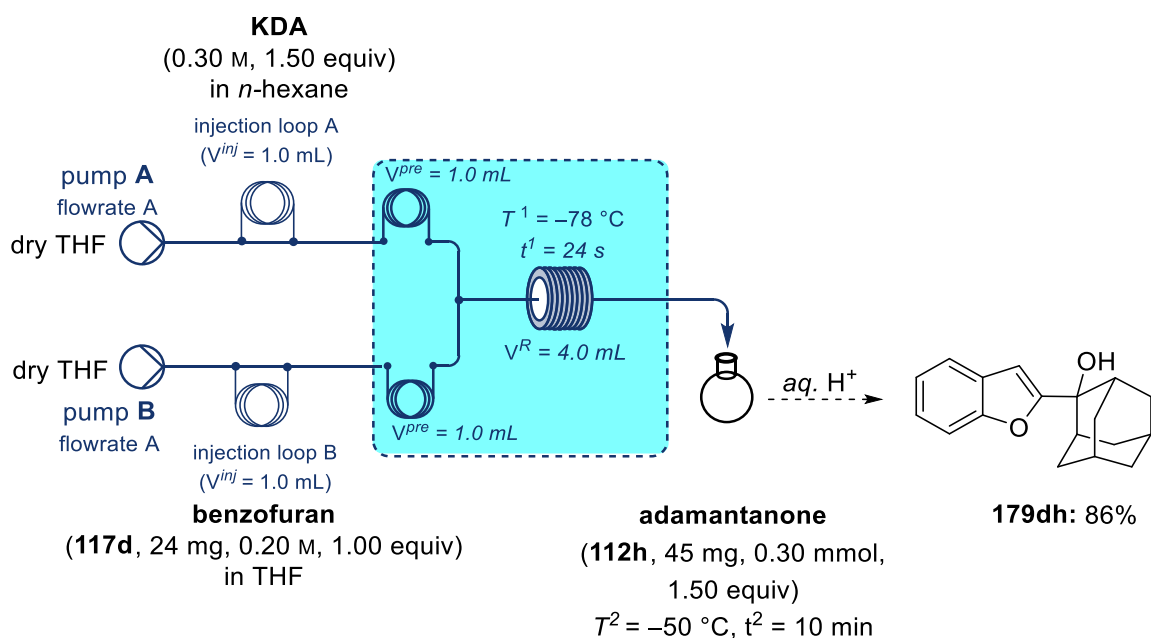 KDA
(0.30 M, 1.50 equiv)
in n-hexane
injection loop A
(V^inj = 1.0 mL)
pump A
flowrate A
dry THF
V^pre = 1.0 mL
T^1 = –78 °C
t^1 = 24 s
V^R = 4.0 mL
dry THF
pump B
flowrate A
V^pre = 1.0 mL
injection loop B
(V^inj = 1.0 mL)
benzofuran
(117d, 24 mg, 0.20 M, 1.00 equiv)
in THF
adamantanone
(112h, 45 mg, 0.30 mmol,
1.50 equiv)
T^2 = –50 °C, t^2 = 10 min
aq. H^+
OH
O
179dh: 86%